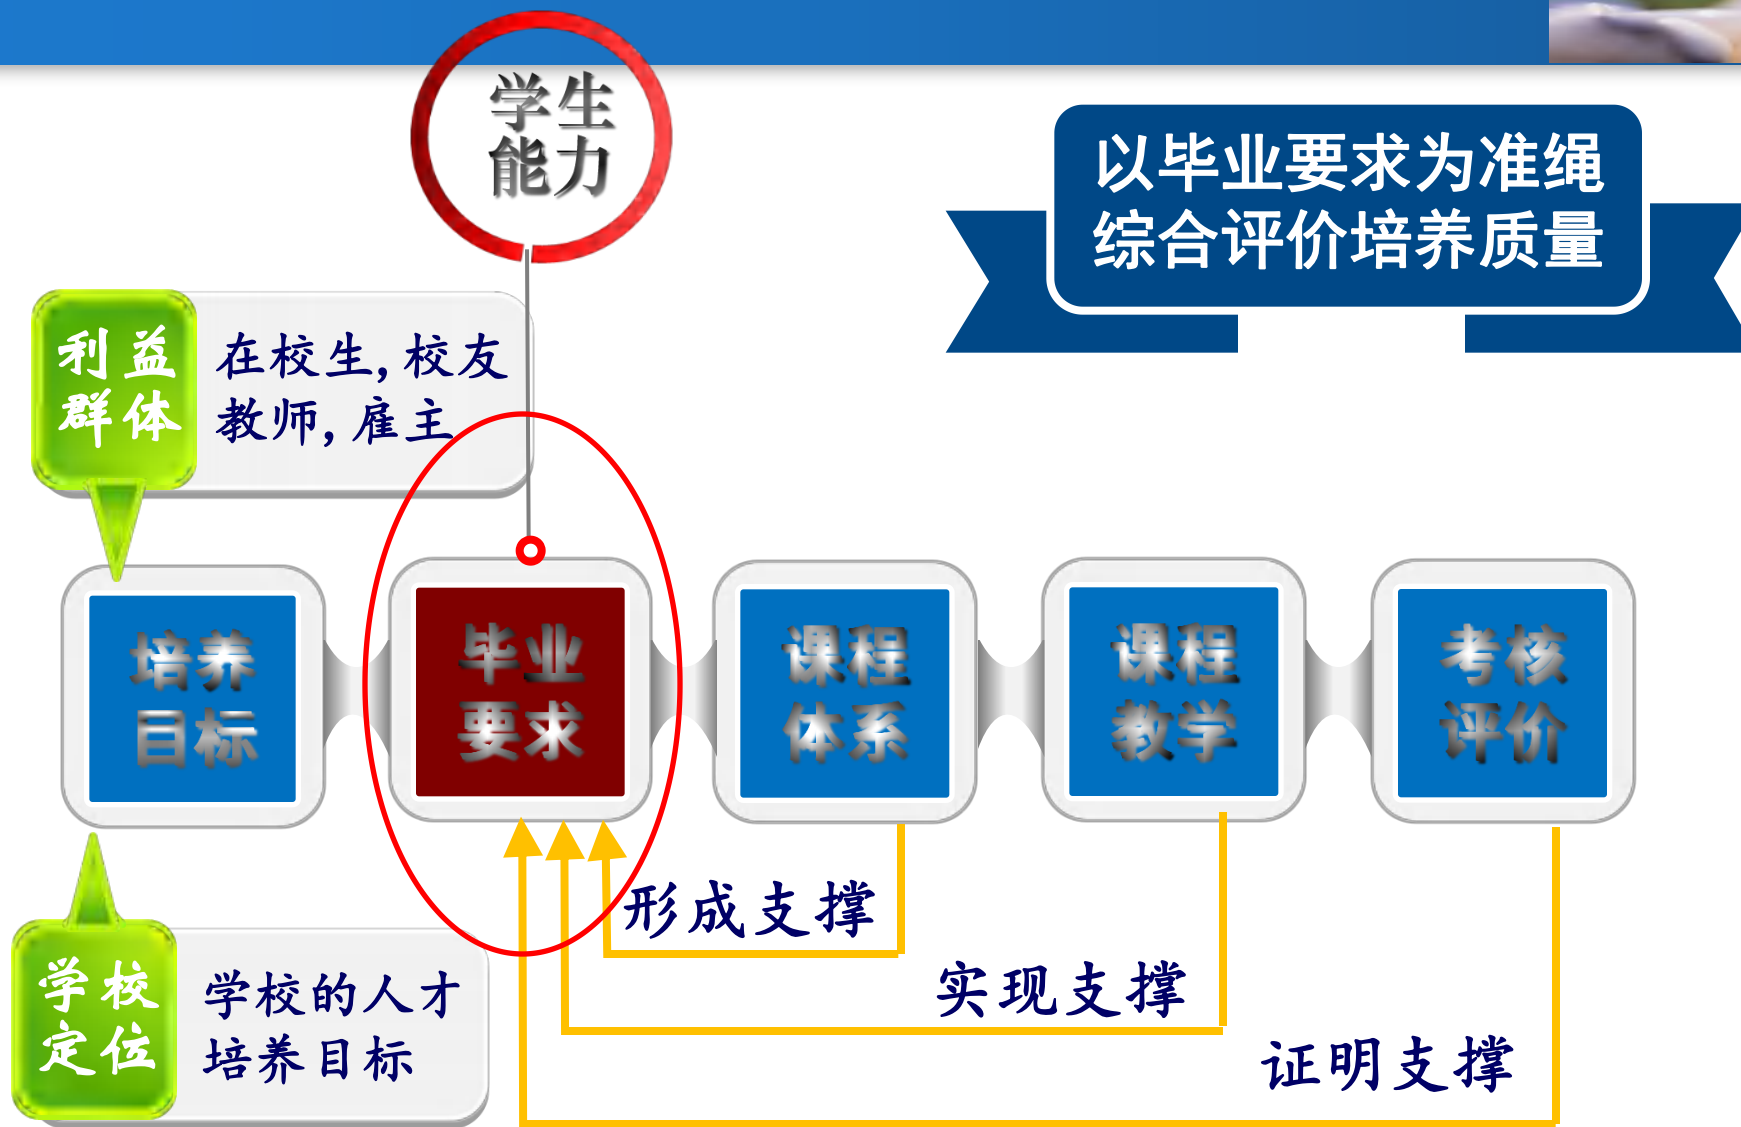 学生
能力
以毕业要求为准绳
综合评价培养质量
利益
群体
在校生,校友
教师,雇主
培养
目标
毕业
要求
课程
体系
课程
教学
考核
评价
形成支撑
实现支撑
证明支撑
学校
定位
学校的人才
培养目标